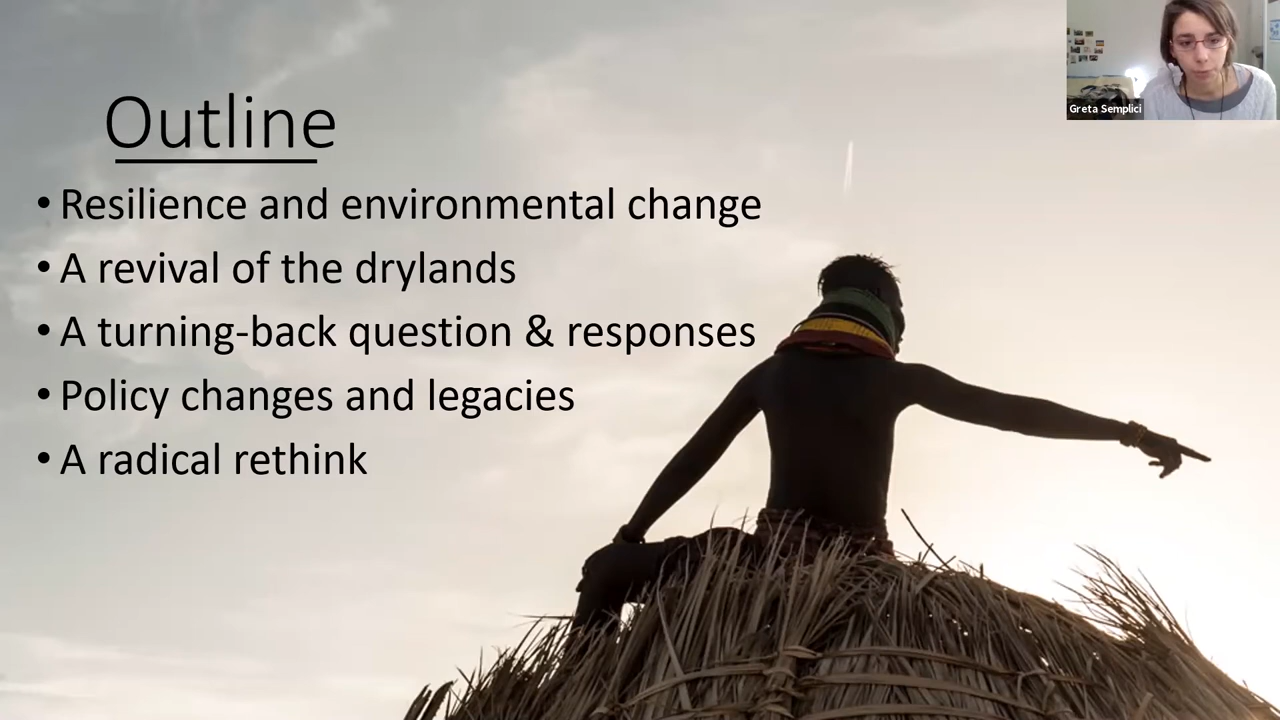 Outline
• Resilience and environmental change
• A revival of the drylands
• A turning-back question & responses
• Policy changes and legacies
• A radical rethink
Greta Semplici